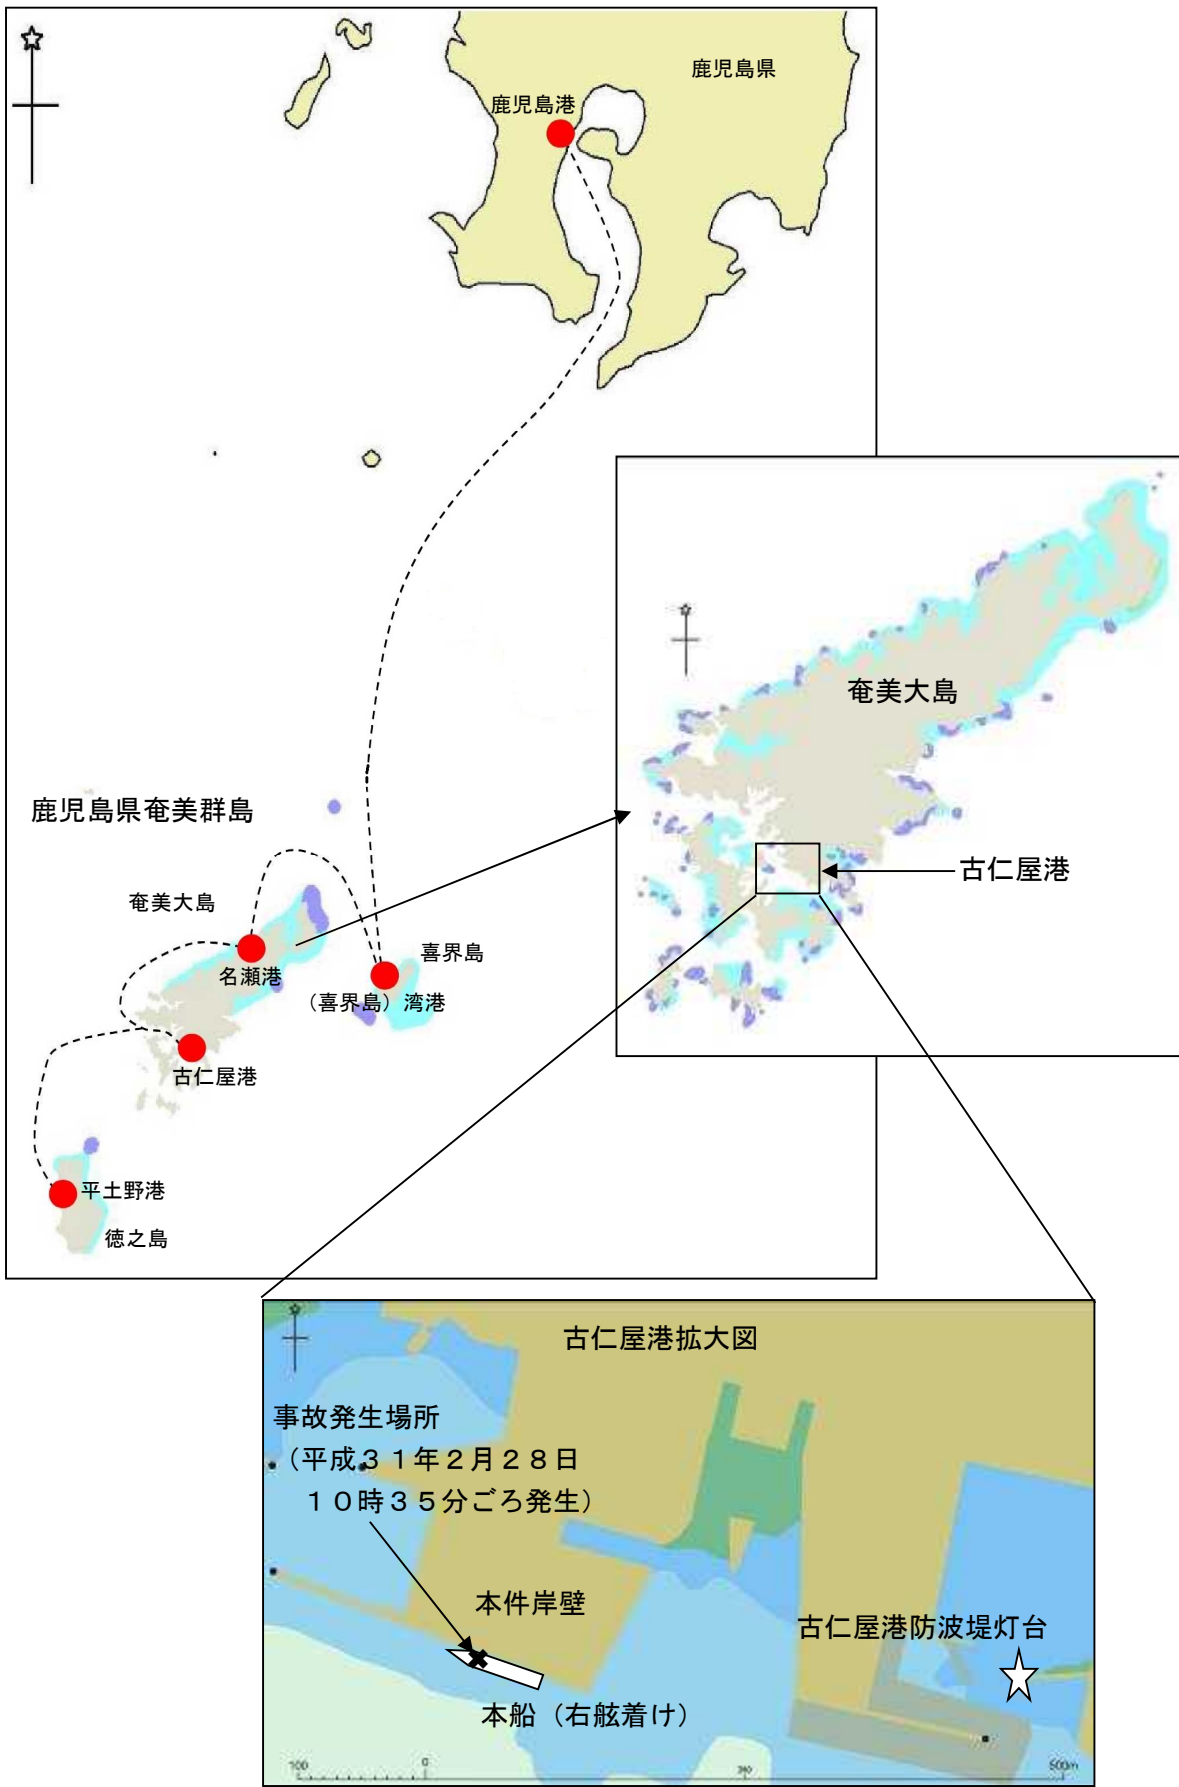 鹿児島県
鹿児島港
鹿児島県奄美群島
奄美大島
名瀬港
喜界島
(喜界島)湾港
古仁屋港
平土野港
徳之島
奄美大島
古仁屋港
古仁屋港拡大図
事故発生場所
(平成31年2月28日
10時35分ごろ発生)
本件岸壁
古仁屋港防波堤灯台
本船(右舷着け)
100
0
500m